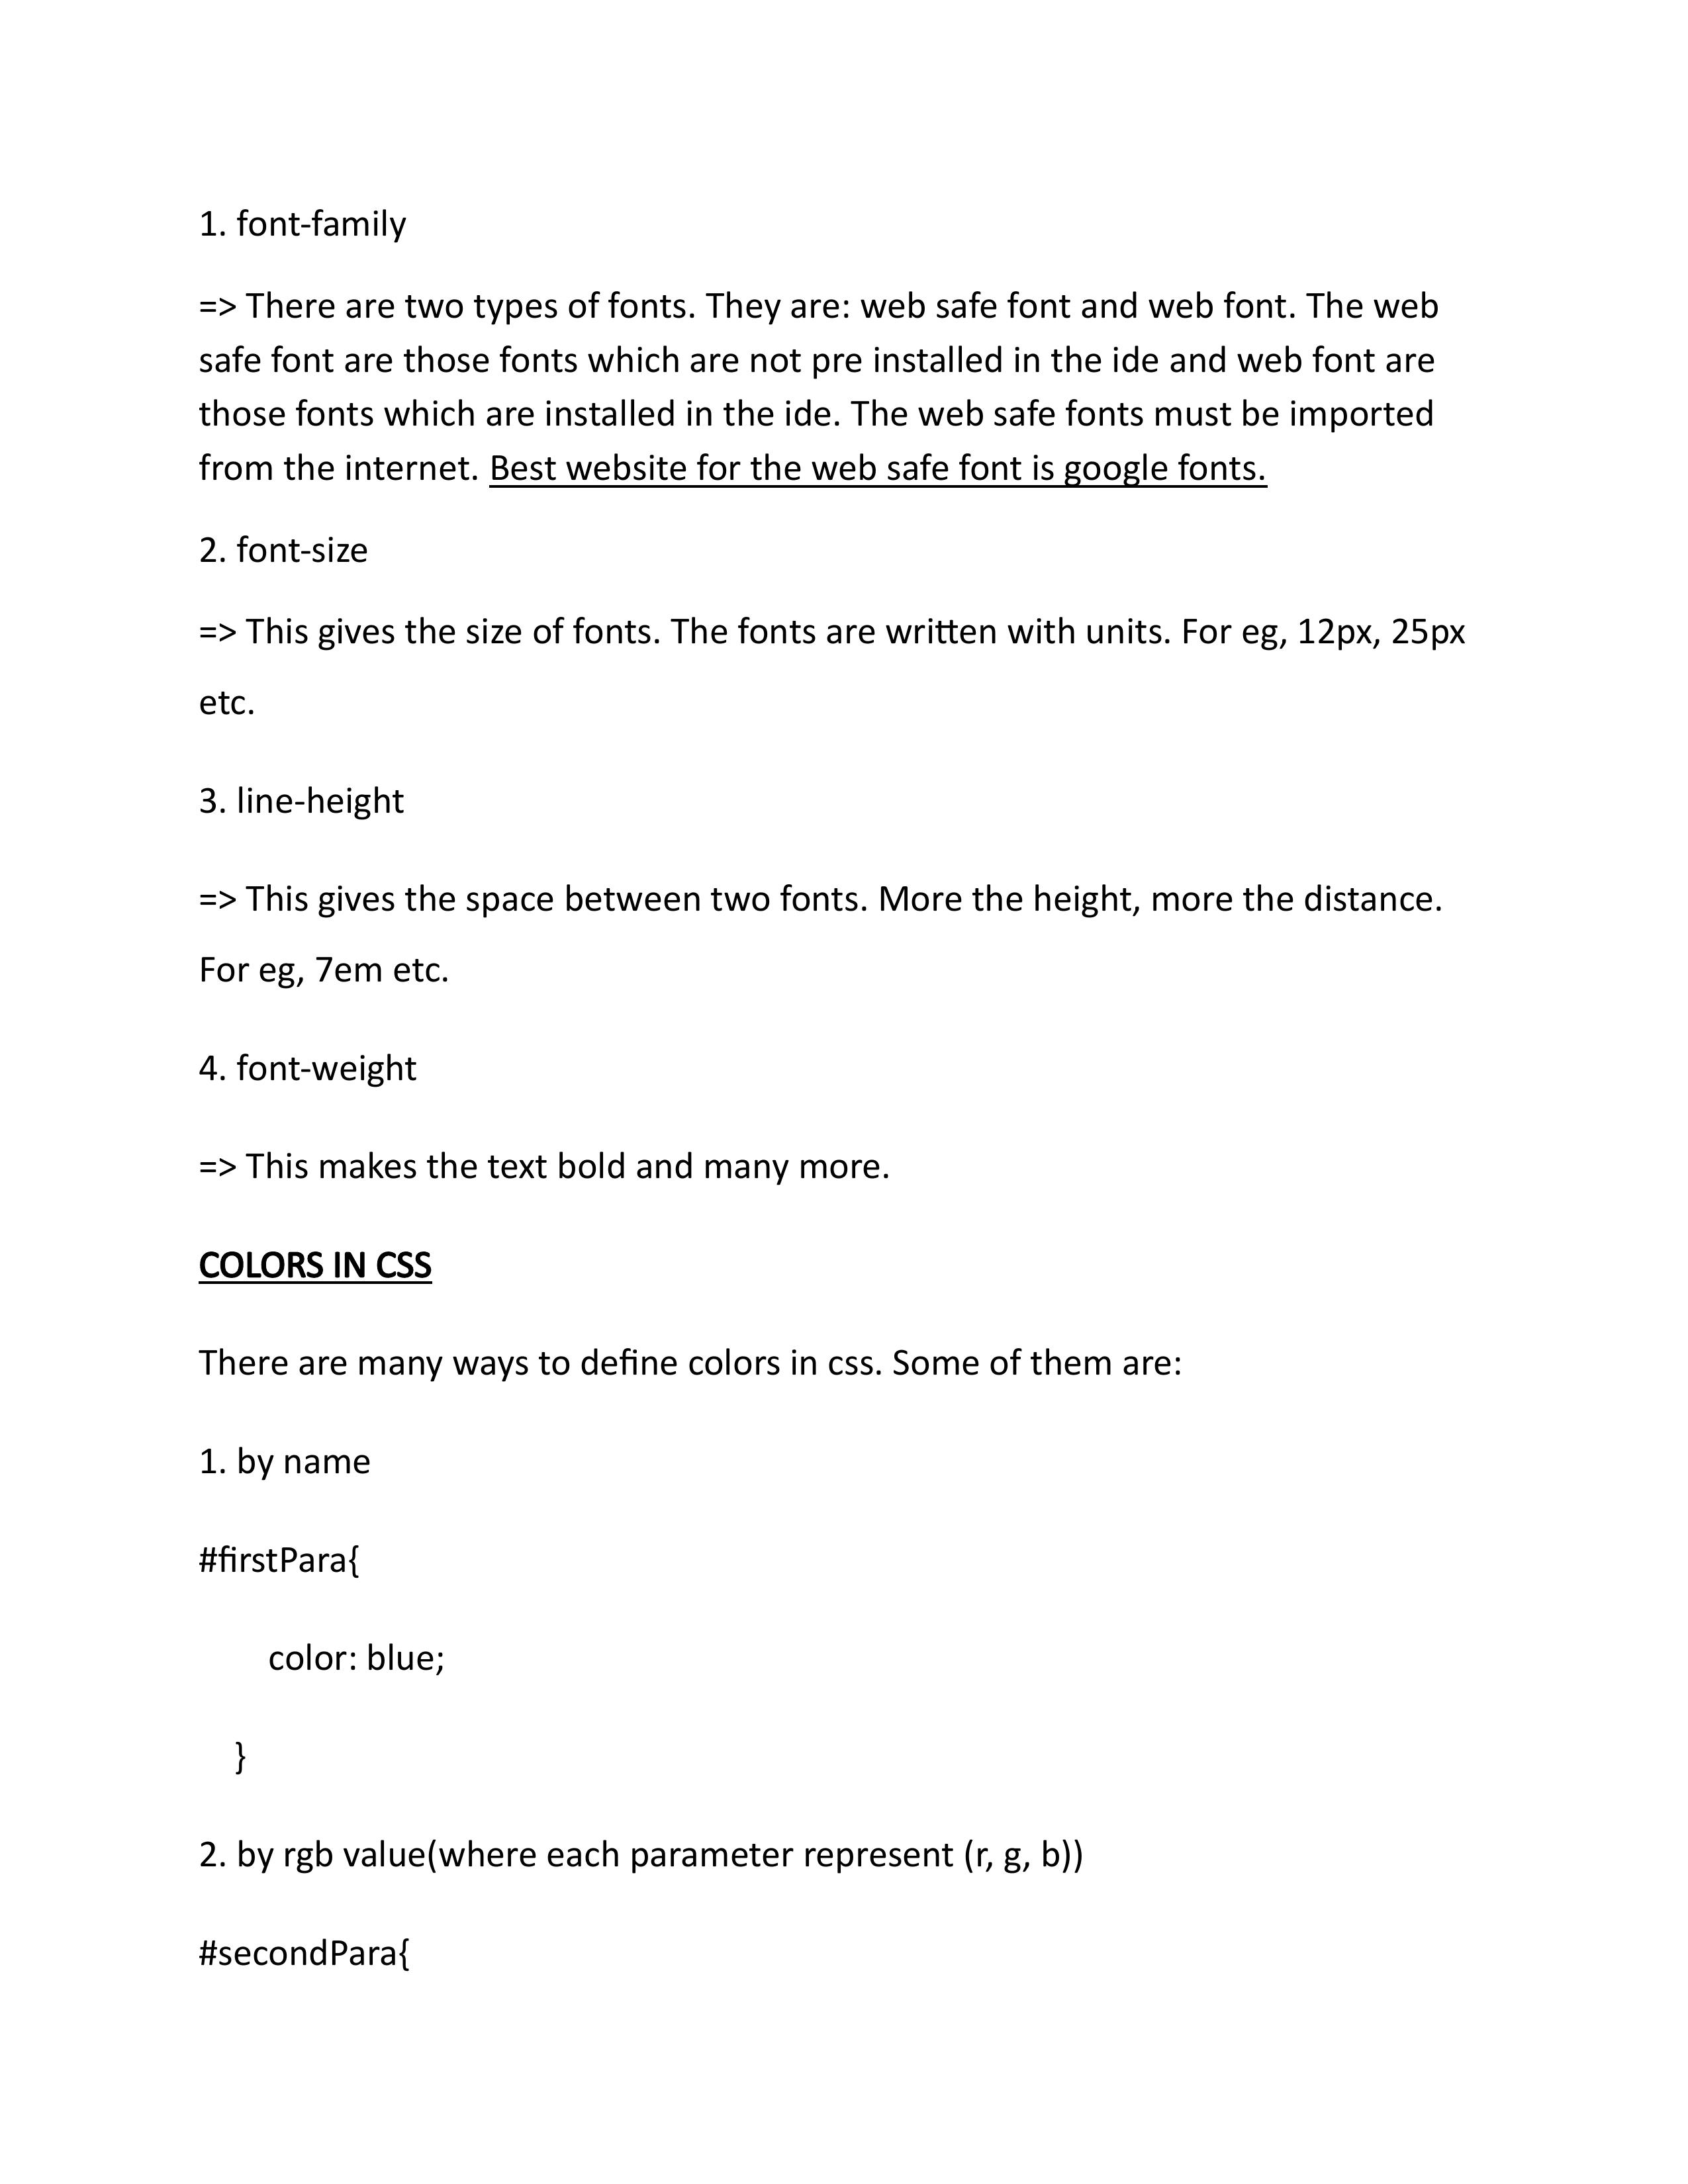 1. font-family
=> There are two types of fonts. They are: web safe font and web font. The web
safe font are those fonts which are not pre installed in the ide and web font are
those fonts which are installed in the ide. The web safe fonts must be imported
from the internet. Best website for the web safe font is google fonts.
2. font-size
=> This gives the size of fonts. The fonts are written with units. For eg, 12px, 25px
etc.
3. line-height
=> This gives the space between two fonts. More the height, more the distance.
For eg, 7em etc.
4. font-weight
=> This makes the text bold and many more.
COLORS IN CSS
There are many ways to define colors in css. Some of them are:
1. by name
#firstPara{
color: blue;
}
2. by rgb value(where each parameter represent (r, g, b))
#secondPara{